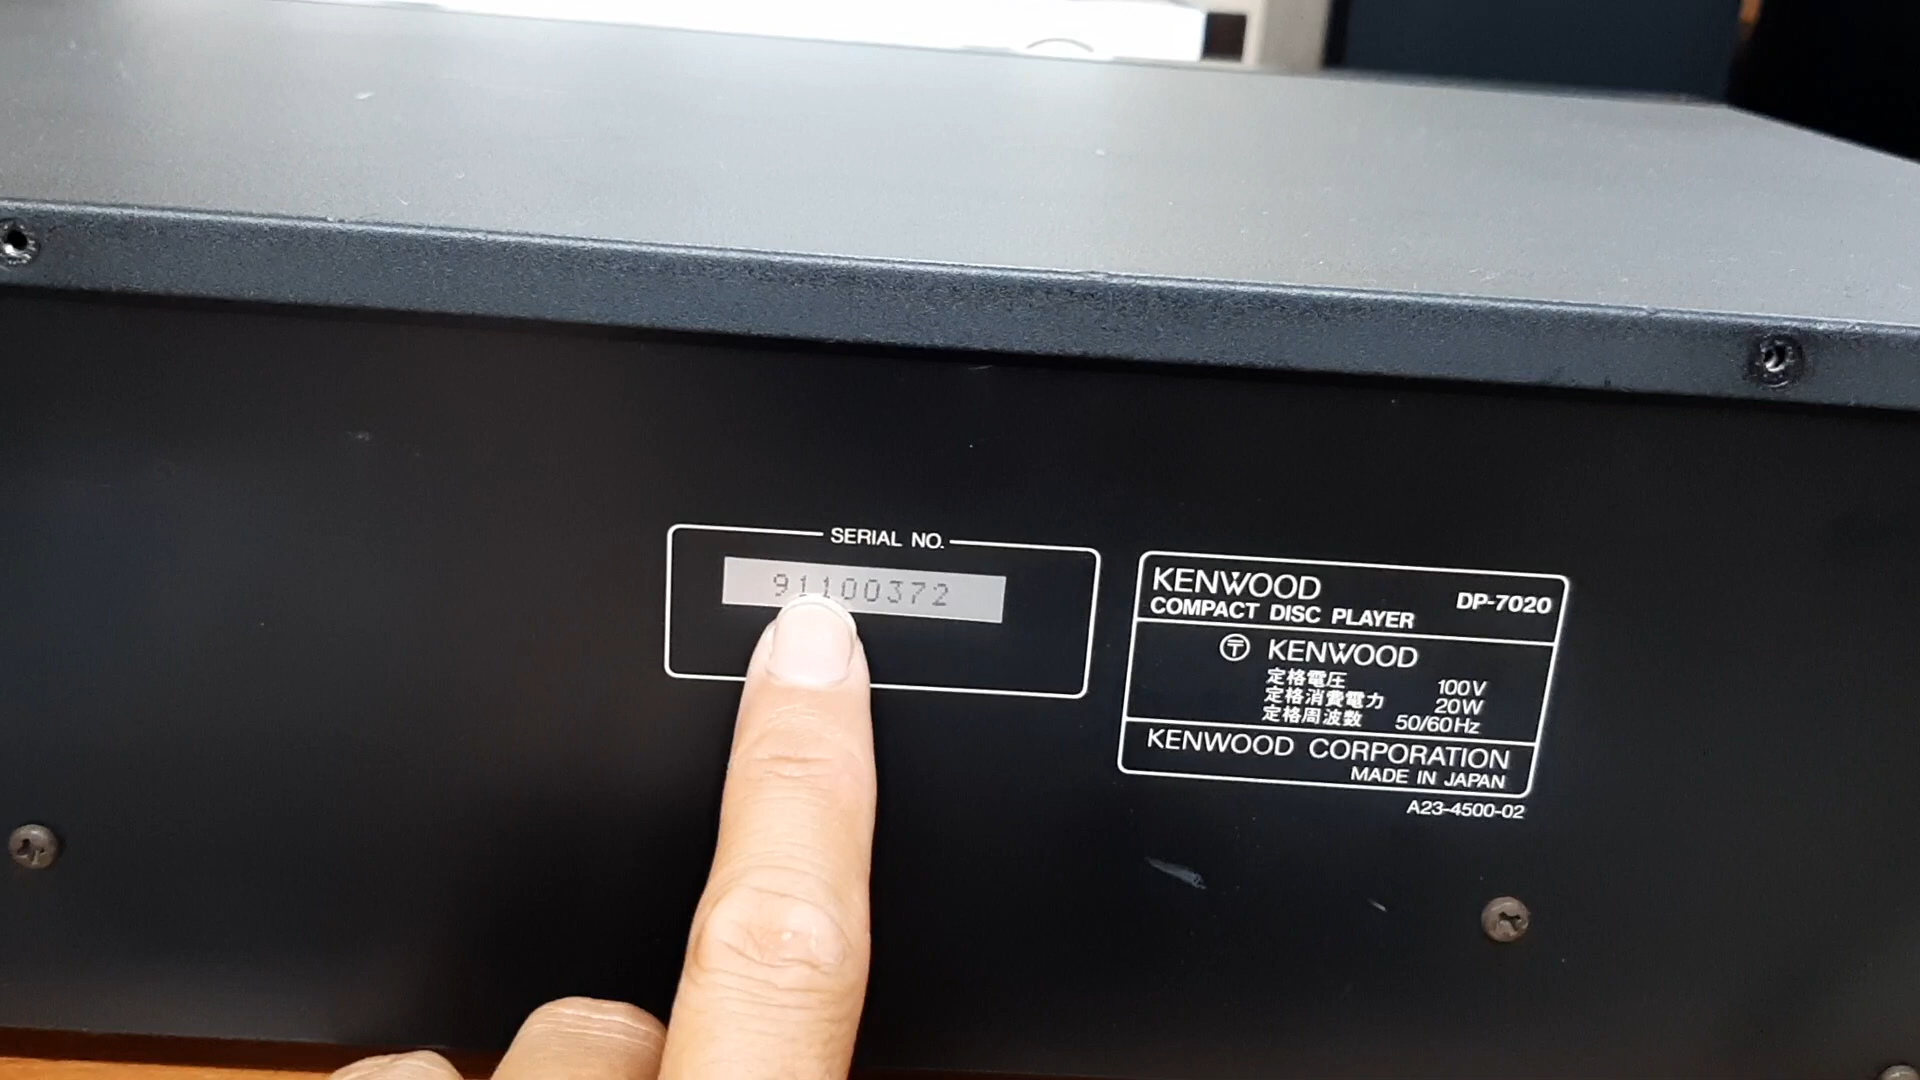 SERIAL NO.
91100372
KENWOOD
COMPACT DISC PLAYER DP-7020
〒 KENWOOD
定格電圧 100V
定格消費電力 20W
定格周波数 50/60Hz
KENWOOD CORPORATION
MADE IN JAPAN
A23-4500-02